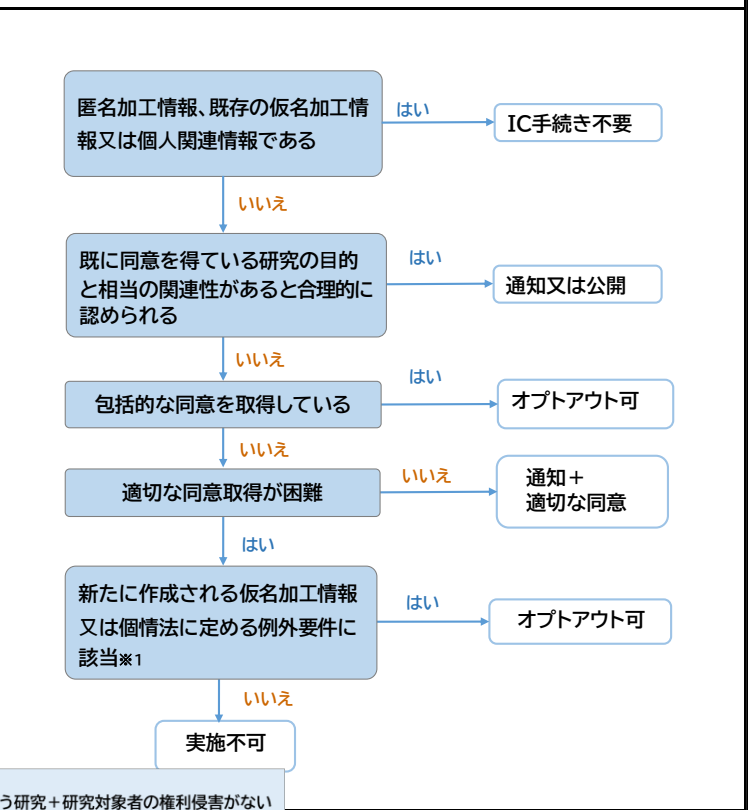 匿名加工情報、既存の仮名加工情
報又は個人関連情報である
はい
IC手続き不要
いいえ
既に同意を得ている研究の目的
と相当の関連性があると合理的に
認められる
はい
通知又は公開
いいえ
包括的な同意を取得している
はい
オプトアウト可
いいえ
適切な同意取得が困難
いいえ
通知＋
適切な同意
はい
新たに作成される仮名加工情報
又は個情法に定める例外要件に
該当※1
はい
オプトアウト可
いいえ
実施不可
う研究＋研究対象者の権利侵害がない